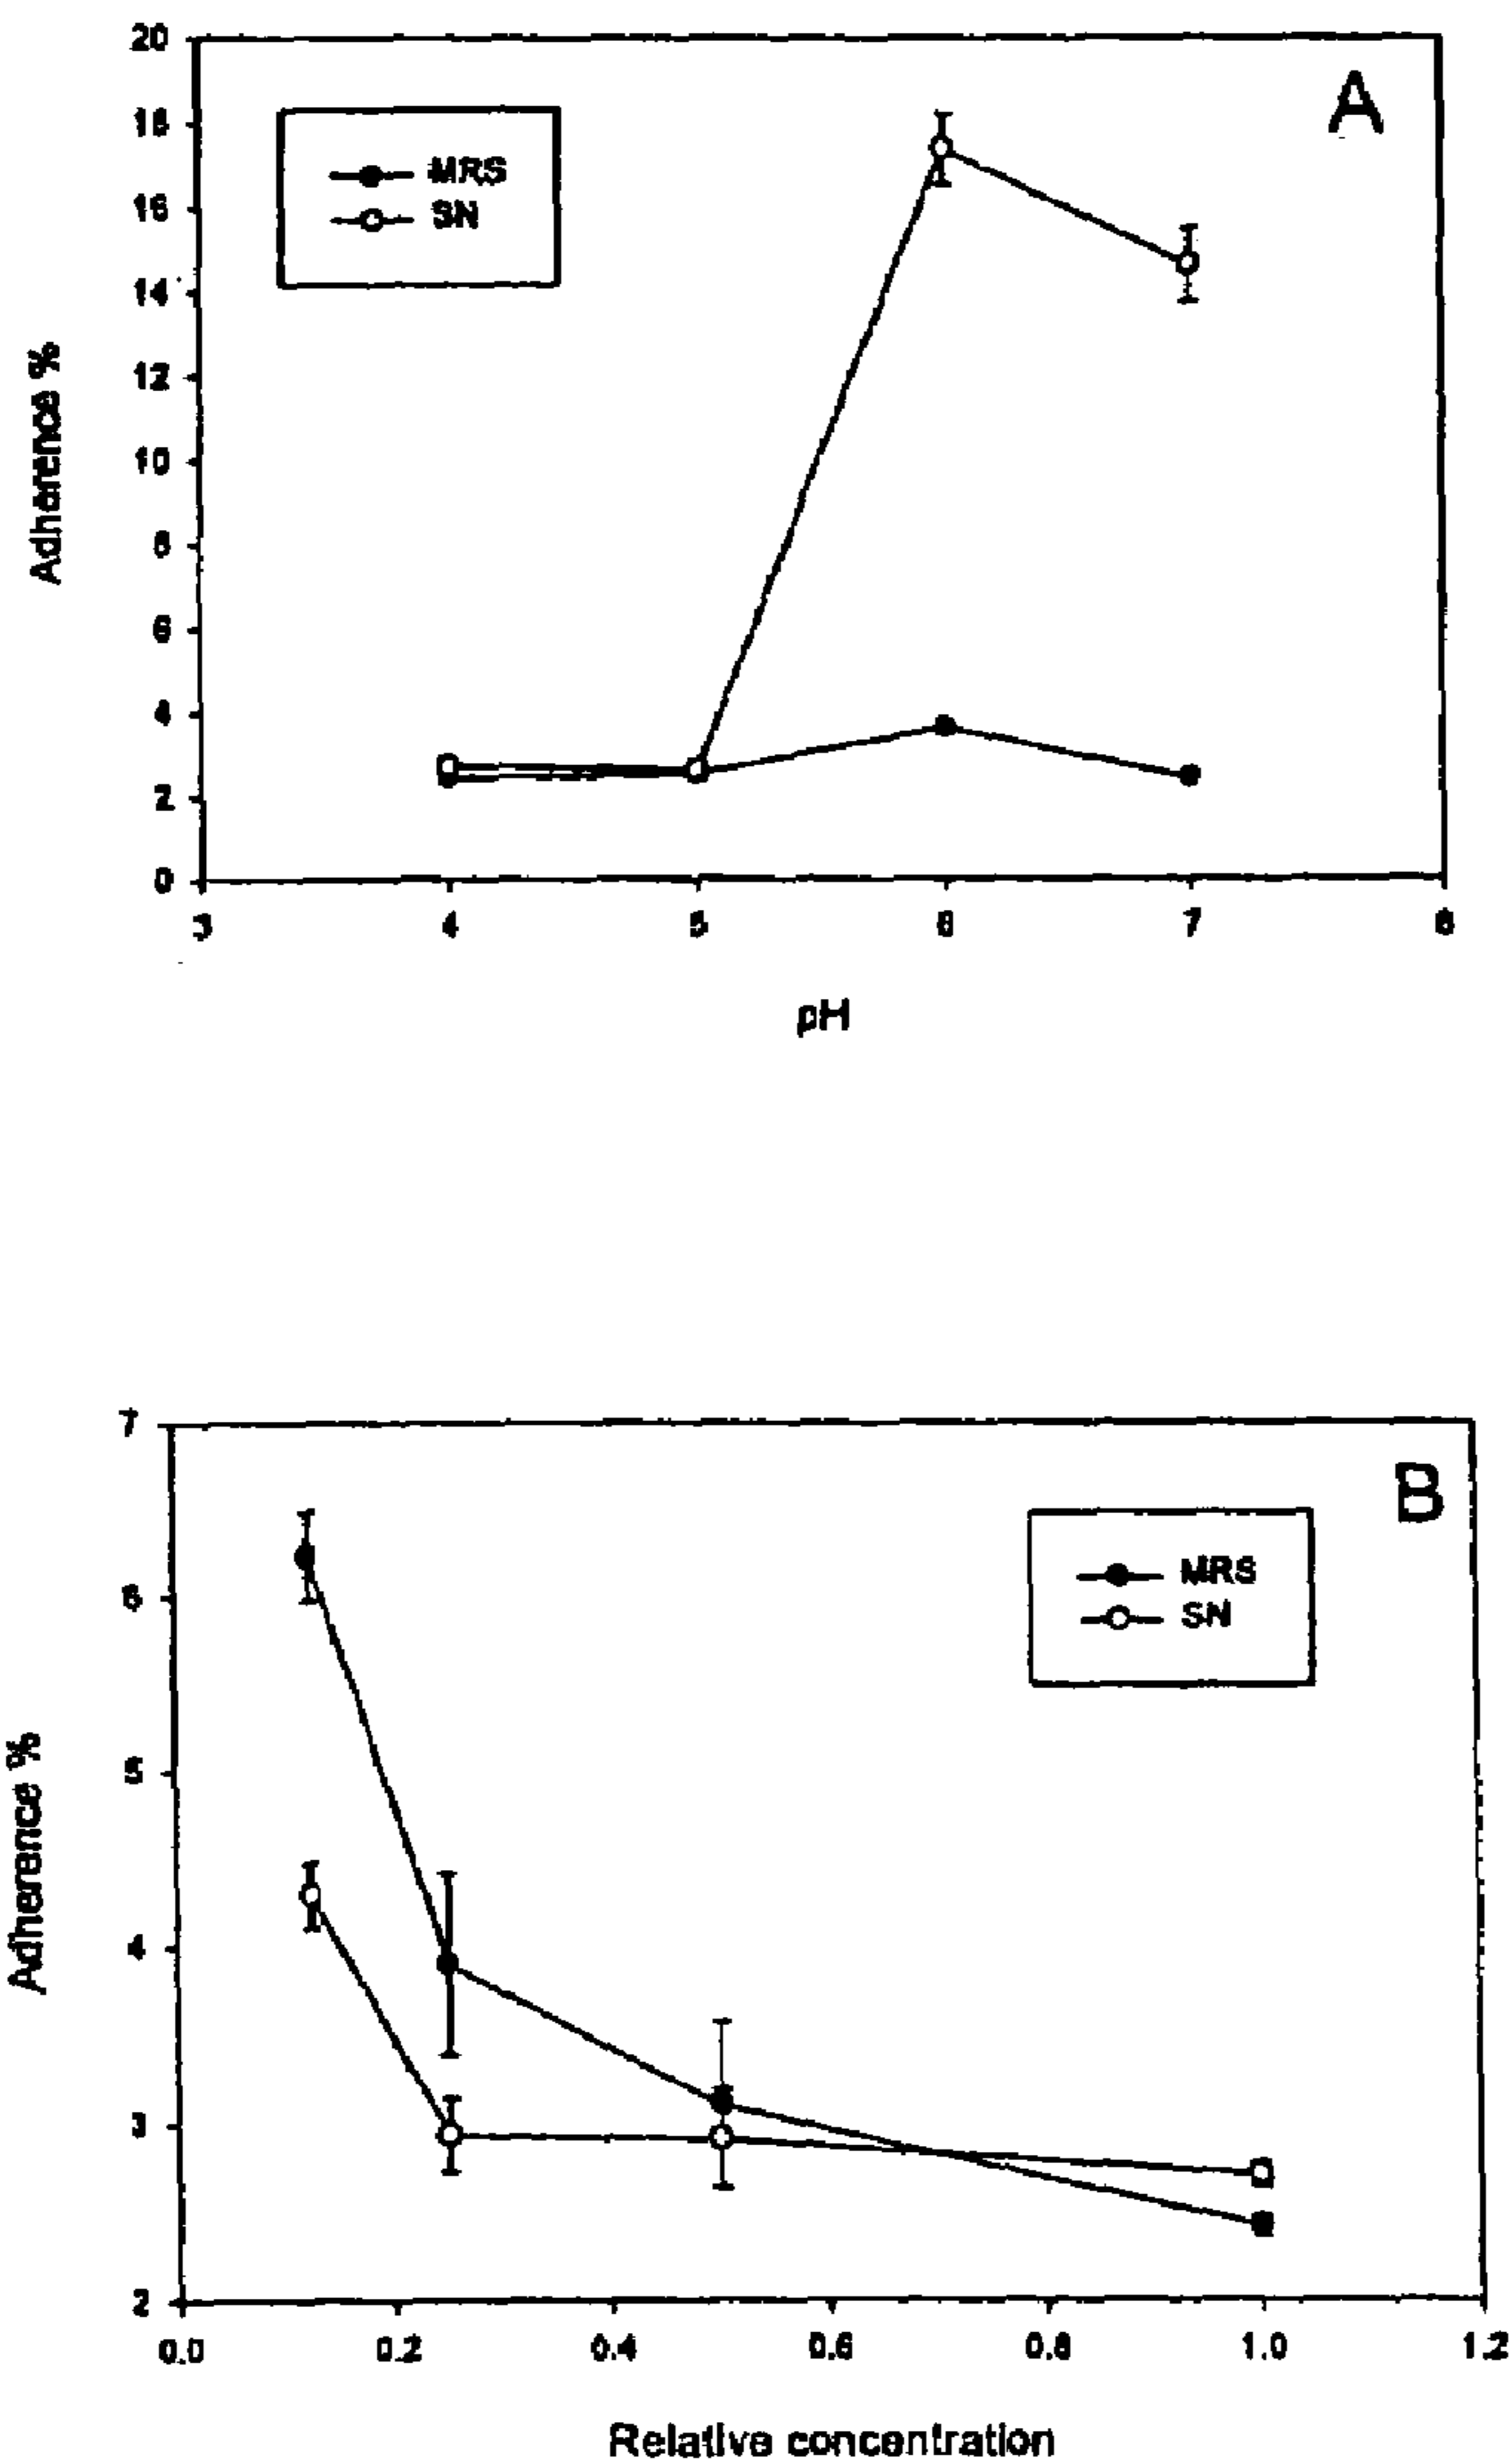 A
MRS
SN
20
18
16
14
12
10
8
6
4
2
0
Adherence %
3 4 5 6 7 8
pH
B
MRS
SN
7
6
5
4
3
2
Adherence %
0.0 0.2 0.4 0.6 0.8 1.0 1.2
Relative concentration